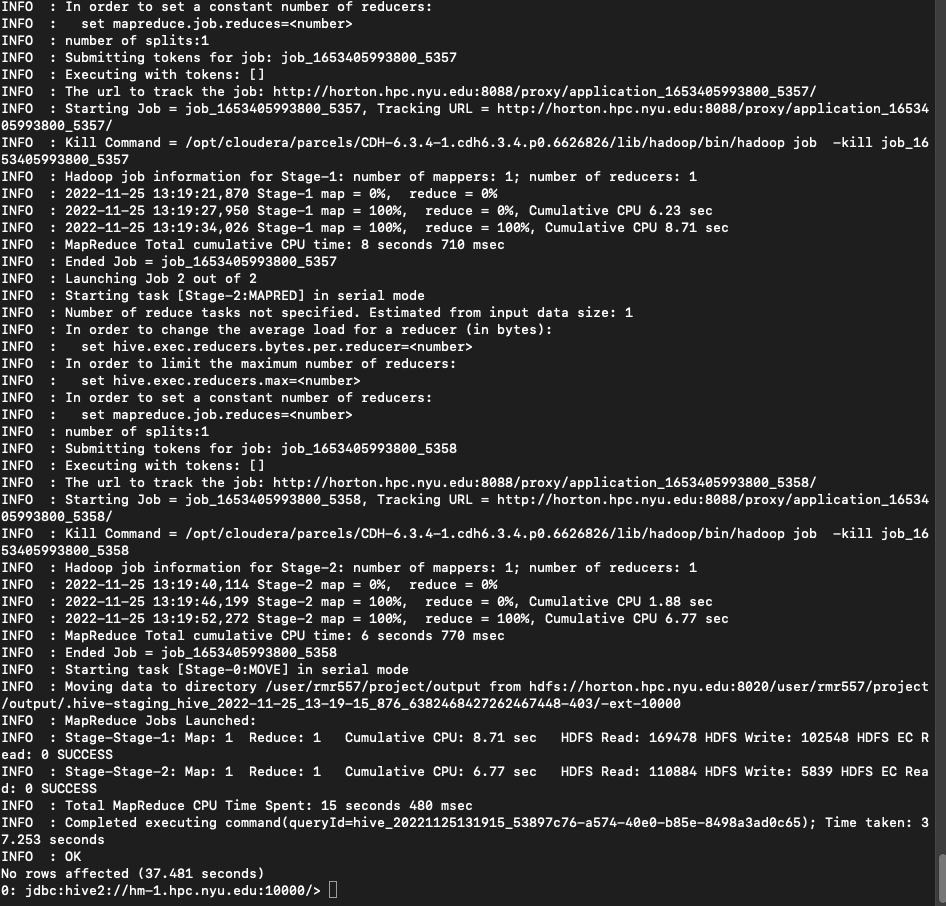 INFO  : In order to set a constant number of reducers:
INFO  :   set mapreduce.job.reduces=<number>
INFO  : number of splits:1
INFO  : Submitting tokens for job: job_1653405993800_5357
INFO  : Executing with tokens: []
INFO  : The url to track the job: http://horton.hpc.nyu.edu:8088/proxy/application_1653405993800_5357/
INFO  : Starting Job = job_1653405993800_5357, Tracking URL = http://horton.hpc.nyu.edu:8088/proxy/application_16534
05993800_5357/
INFO  : Kill Command = /opt/cloudera/parcels/CDH-6.3.4-1.cdh6.3.4.p0.6626826/lib/hadoop/bin/hadoop job  -kill job_16
53405993800_5357
INFO  : Hadoop job information for Stage-1: number of mappers: 1; number of reducers: 1
INFO  : 2022-11-25 13:19:21,870 Stage-1 map = 0%,  reduce = 0%
INFO  : 2022-11-25 13:19:27,950 Stage-1 map = 100%,  reduce = 0%, Cumulative CPU 6.23 sec
INFO  : 2022-11-25 13:19:34,026 Stage-1 map = 100%,  reduce = 100%, Cumulative CPU 8.71 sec
INFO  : MapReduce Total cumulative CPU time: 8 seconds 710 msec
INFO  : Ended Job = job_1653405993800_5357
INFO  : Launching Job 2 out of 2
INFO  : Starting task [Stage-2:MAPRED] in serial mode
INFO  : Number of reduce tasks not specified. Estimated from input data size: 1
INFO  : In order to change the average load for a reducer (in bytes):
INFO  :   set hive.exec.reducers.bytes.per.reducer=<number>
INFO  : In order to limit the maximum number of reducers:
INFO  :   set hive.exec.reducers.max=<number>
INFO  : In order to set a constant number of reducers:
INFO  :   set mapreduce.job.reduces=<number>
INFO  : number of splits:1
INFO  : Submitting tokens for job: job_1653405993800_5358
INFO  : Executing with tokens: []
INFO  : The url to track the job: http://horton.hpc.nyu.edu:8088/proxy/application_1653405993800_5358/
INFO  : Starting Job = job_1653405993800_5358, Tracking URL = http://horton.hpc.nyu.edu:8088/proxy/application_16534
05993800_5358/
INFO  : Kill Command = /opt/cloudera/parcels/CDH-6.3.4-1.cdh6.3.4.p0.6626826/lib/hadoop/bin/hadoop job  -kill job_16
53405993800_5358
INFO  : Hadoop job information for Stage-2: number of mappers: 1; number of reducers: 1
INFO  : 2022-11-25 13:19:40,114 Stage-2 map = 0%,  reduce = 0%
INFO  : 2022-11-25 13:19:46,199 Stage-2 map = 100%,  reduce = 0%, Cumulative CPU 1.88 sec
INFO  : 2022-11-25 13:19:52,272 Stage-2 map = 100%,  reduce = 100%, Cumulative CPU 6.77 sec
INFO  : MapReduce Total cumulative CPU time: 6 seconds 770 msec
INFO  : Ended Job = job_1653405993800_5358
INFO  : Starting task [Stage-0:MOVE] in serial mode
INFO  : Moving data to directory /user/rmr557/project/output from hdfs://horton.hpc.nyu.edu:8020/user/rmr557/project
/output/.hive-staging_hive_2022-11-25_13-19-15_876_6382468427262467448-403/-ext-10000
INFO  : MapReduce Jobs Launched:
INFO  : Stage-Stage-1: Map: 1  Reduce: 1   Cumulative CPU: 8.71 sec   HDFS Read: 169478 HDFS Write: 102548 HDFS EC R
ead: 0 SUCCESS
INFO  : Stage-Stage-2: Map: 1  Reduce: 1   Cumulative CPU: 6.77 sec   HDFS Read: 110884 HDFS Write: 5839 HDFS EC Rea
d: 0 SUCCESS
INFO  : Total MapReduce CPU Time Spent: 15 seconds 480 msec
INFO  : Completed executing command(queryId=hive_20221125131915_53897c76-a574-40e0-b85e-8498a3ad0c65); Time taken: 3
7.253 seconds
INFO  : OK
No rows affected (37.481 seconds)
0: jdbc:hive2://hm-1.hpc.nyu.edu:10000/>